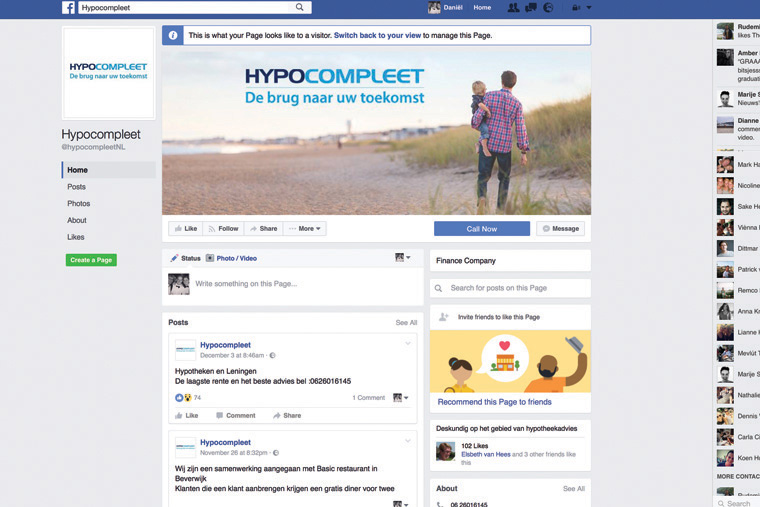 Hypocompleet
Daniël Home
This is what your Page looks like to a visitor. Switch back to your view to manage this Page.
HYPOCOMPLEET
De brug naar uw toekomst
HYPOCOMPLEET
De brug naar uw toekomst
Hypocompleet
@hypocompleetNL
Home
Posts
Photos
About
Likes
Create a Page
Like Follow Share ··· More
Call Now
Message
Status Photo / Video
Write something on this Page...
Posts See All
Hypocompleet
December 3 at 8:46am ·
Hypotheken en Leningen
De laagste rente en het beste advies bel :0626016145
74 1 Comment
Like Comment Share
Hypocompleet
November 26 at 6:32pm ·
Wij zijn een samenwerking aangegaan met Basic restaurant in
Beverwijk
Klanten die een klant aanbrengen krijgen een gratis diner voor twee
Finance Company
Search for posts on this Page
Invite friends to like this Page
Recommend this Page to friends
Deskundig op het gebied van hypotheekadvies
102 Likes
Elsbeth van Hees and 3 other friends like
this
About See All
06 26016145
Rudemi
likes The
Amber
"GRAAA
bitsjess
graduati
Marije S
Nieuws!
Dianne
commen
video.
Mark Ha
Nicoline
Sake He
Viënna
Dittmar
Patrick v
Remco
Anna Kr
Lianne
Mevlüt T
Marije S
Nathalie
Dennis
Carla Ci
Koen Ho
MORE CONTAC
Rudemi
Search